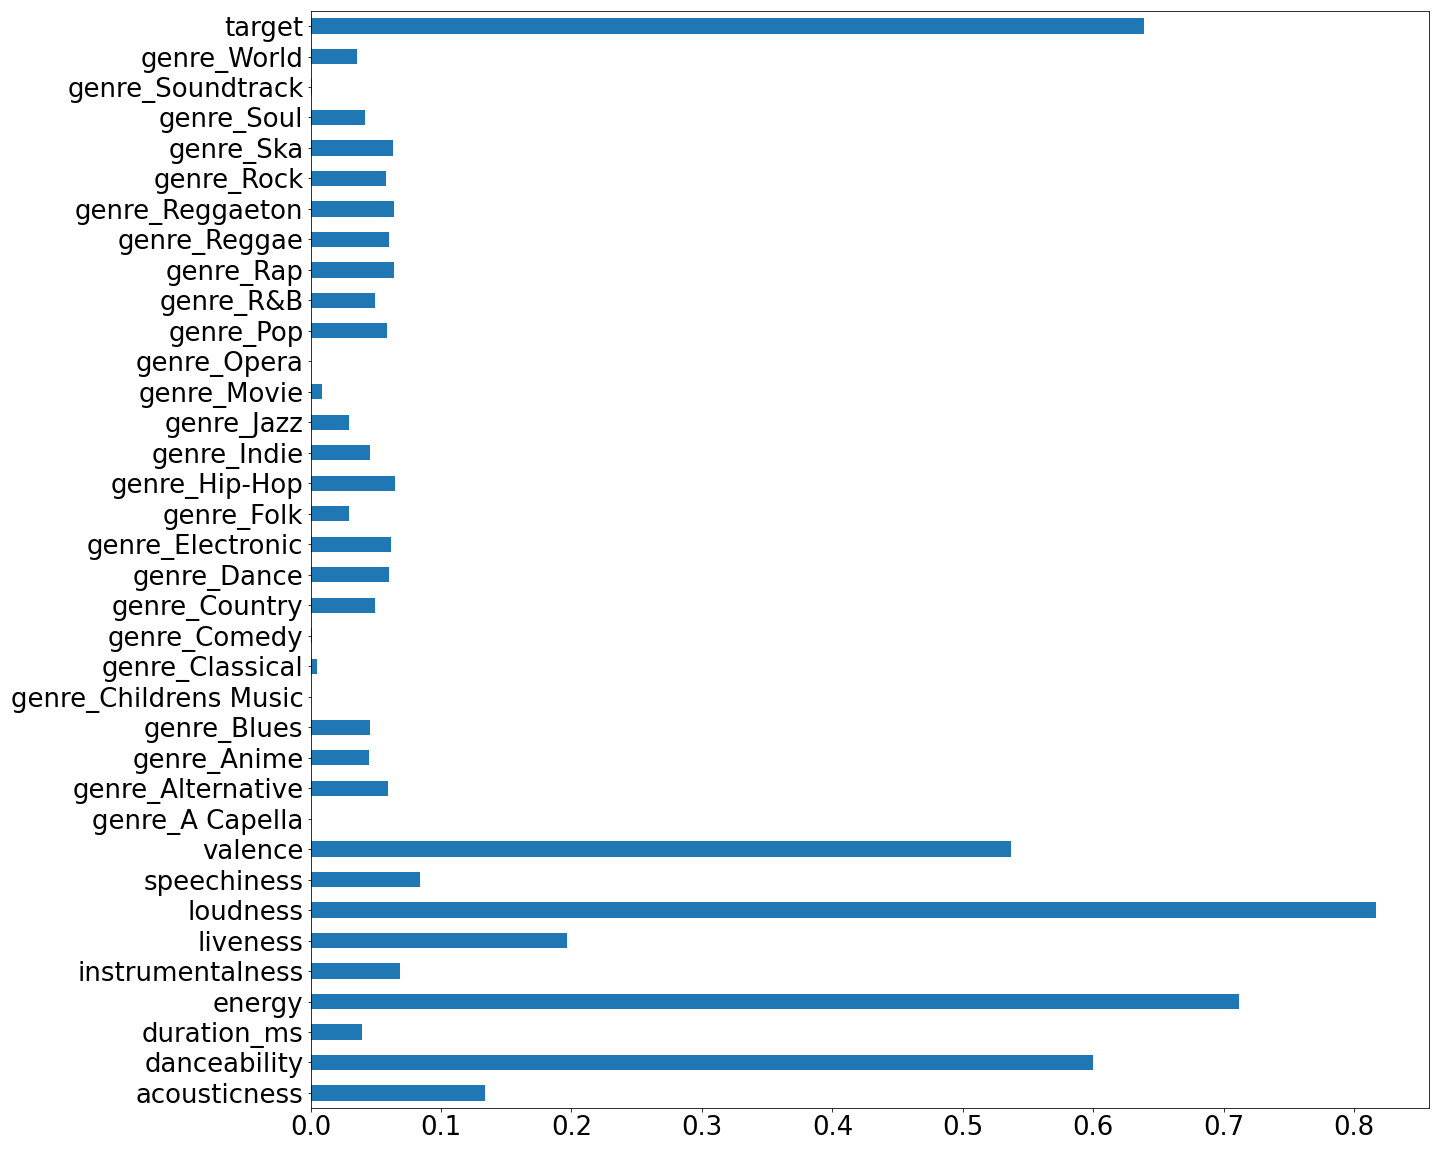 target
genre_World
genre_Soundtrack
genre_Soul
genre_Ska
genre_Rock
genre_Reggaeton
genre_Reggae
genre_Rap
genre_R&B
genre_Pop
genre_Opera
genre_Movie
genre_Jazz
genre_Indie
genre_Hip-Hop
genre_Folk
genre_Electronic
genre_Dance
genre_Country
genre_Comedy
genre_Classical
genre_Childrens Music
genre_Blues
genre_Anime
genre_Alternative
genre_A Capella
valence
speechiness
loudness
liveness
instrumentalness
energy
duration_ms
danceability
acousticness
0.0 0.1 0.2 0.3 0.4 0.5 0.6 0.7 0.8